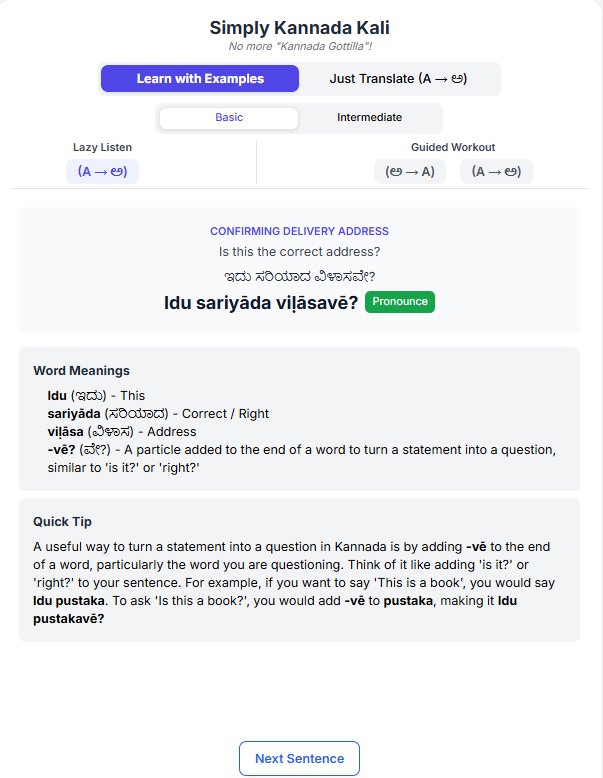 Simply Kannada Kali
No more "Kannada Gottilla"!
Learn with Examples
Just Translate (A → ಅ)
Basic
Intermediate
Lazy Listen
Guided Workout
(A → ಅ)
(ಅ → A)
(A → ಅ)
CONFIRMING DELIVERY ADDRESS
Is this the correct address?
ಇದು ಸರಿಯಾದ ವಿಳಾಸವೇ?
Idu sariyāda viḷāsavē?
Pronounce
Word Meanings
Idu (ಇದು) - This
sariyāda (ಸರಿಯಾದ) - Correct / Right
viḷāsa (ವಿಳಾಸ) - Address
-vē? (ವೇ?) - A particle added to the end of a word to turn a statement into a question,
similar to 'is it?' or 'right?'
Quick Tip
A useful way to turn a statement into a question in Kannada is by adding -vē to the end
of a word, particularly the word you are questioning. Think of it like adding 'is it?' or
'right?' to your sentence. For example, if you want to say 'This is a book', you would say
Idu pustaka. To ask 'Is this a book?', you would add -vē to pustaka, making it Idu
pustakavē?
Next Sentence